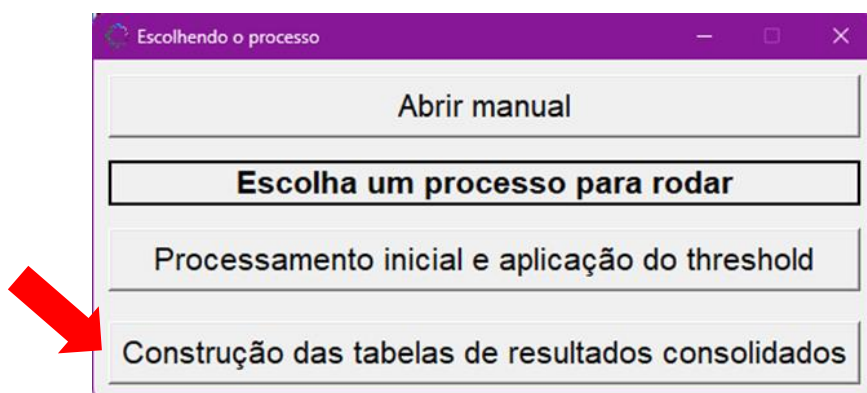 Escolhendo o processo
Abrir manual
Escolha um processo para rodar
Processamento inicial e aplicação do threshold
Construção das tabelas de resultados consolidados